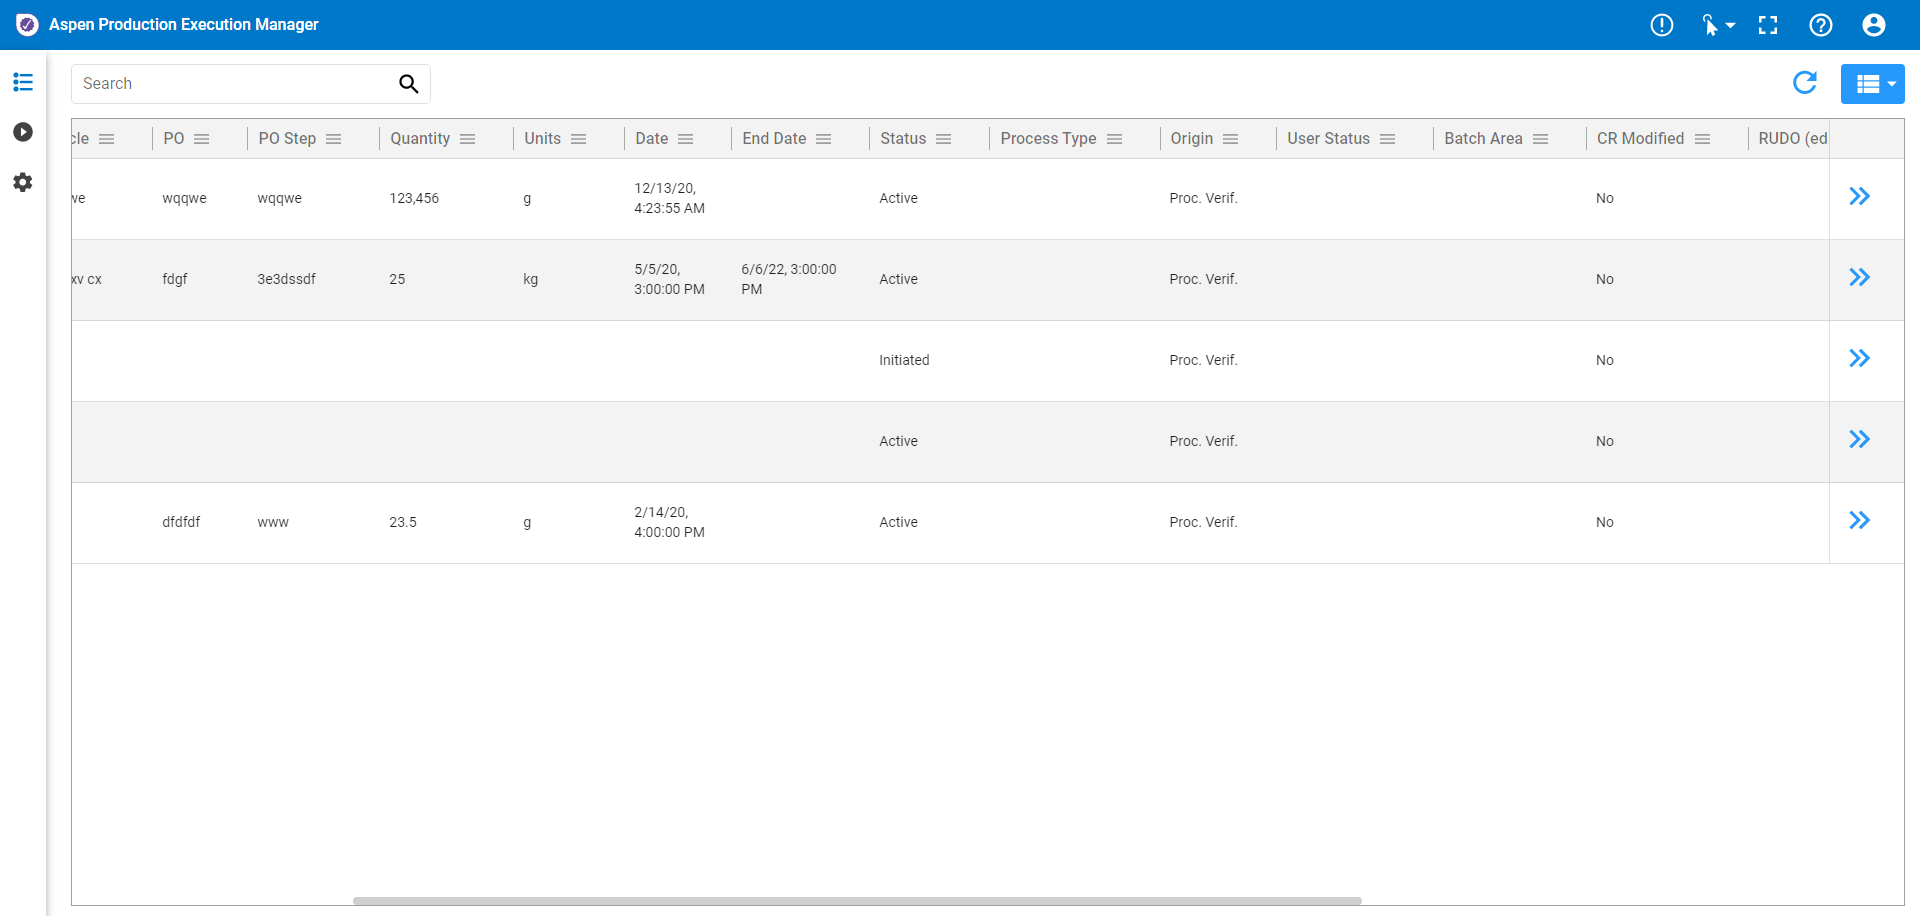 Aspen Production Execution Manager
Search
cle PO PO Step Quantity Units Date End Date Status Process Type Origin User Status Batch Area CR Modified RUDO (ed
we wqqwe wqqwe 123,456 g 12/13/20, Active Proc. Verif. No
4:23:55 AM
xv cx fdgf 3e3dssdf 25 kg 5/5/20, 6/6/22, 3:00:00 Active Proc. Verif. No
3:00:00 PM PM
Initiated Proc. Verif. No
Active Proc. Verif. No
dfdfdf www 23.5 g 2/14/20, Active Proc. Verif. No
4:00:00 PM